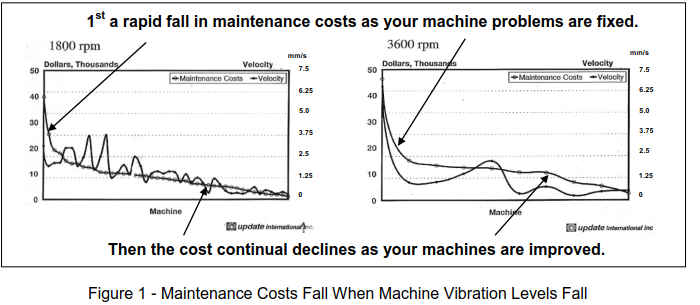 1st a rapid fall in maintenance costs as your machine problems are fixed.
1800 rpm
Dollars, Thousands Velocity mm/s
Maintenance Costs Velocity
50 7.5
40 6.25
5.0
30 3.75
20 2.5
10 1.25
0 0
Machine
update international inc.
3600 rpm
Dollars, Thousands Velocity mm/s
Maintenance Costs Velocity
50 7.5
40 6.25
5.0
30 3.75
20 2.5
10 1.25
0 0
Machine
update international inc
Then the cost continual declines as your machines are improved.
Figure 1 - Maintenance Costs Fall When Machine Vibration Levels Fall